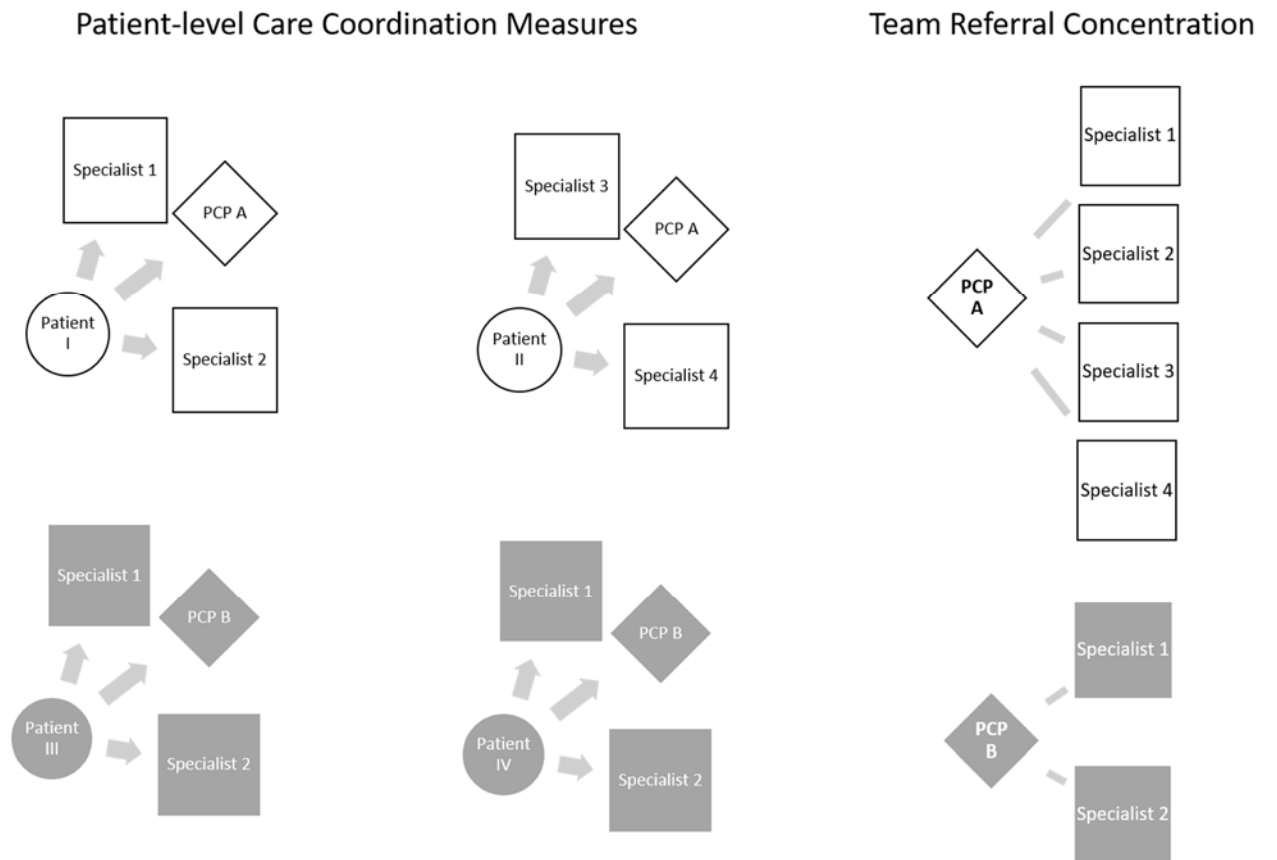 Patient-level Care Coordination Measures
Team Referral Concentration
Specialist 1
PCP A
Patient
I
Specialist 2
Specialist 3
PCP A
Patient
II
Specialist 4
PCP
A
Specialist 1
Specialist 2
Specialist 3
Specialist 4
Specialist 1
PCP B
Patient
III
Specialist 2
Specialist 1
PCP B
Patient
IV
Specialist 2
PCP
B
Specialist 1
Specialist 2